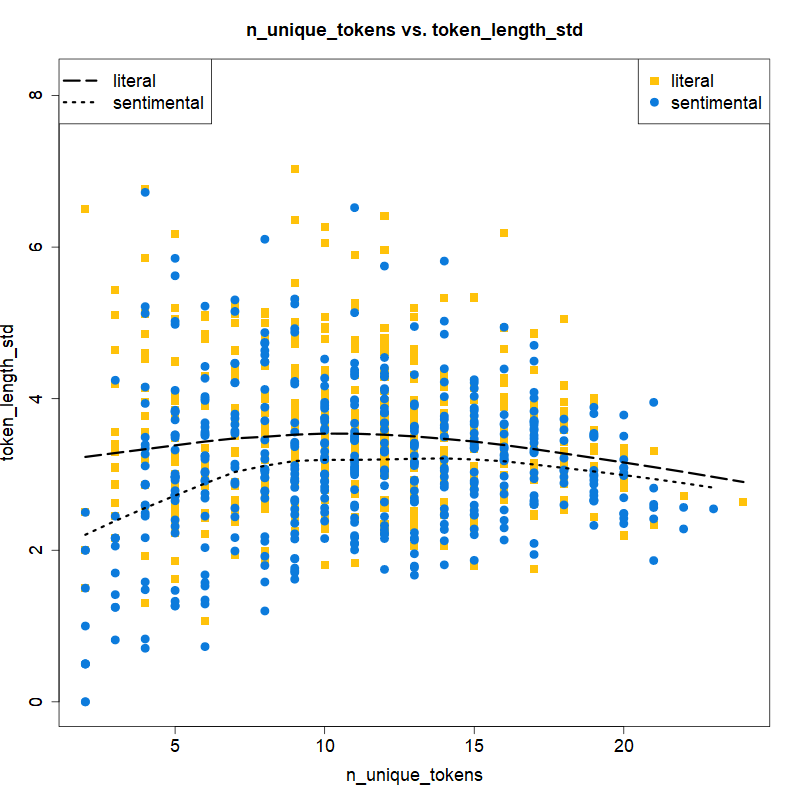 n_unique_tokens vs. token_length_std
literal
sentimental
literal
sentimental
token_length_std
8
6
4
2
0
5
10
15
20
n_unique_tokens